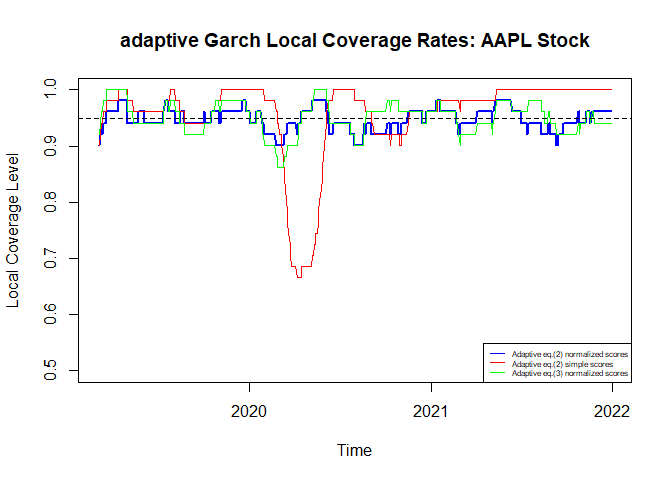 adaptive Garch Local Coverage Rates: AAPL Stock
Local Coverage Level
1.0
0.9
0.8
0.7
0.6
0.5
Adaptive eq.(2) normalized scores
Adaptive eq.(2) simple scores
Adaptive eq.(3) normalized scores
2020
2021
2022
Time